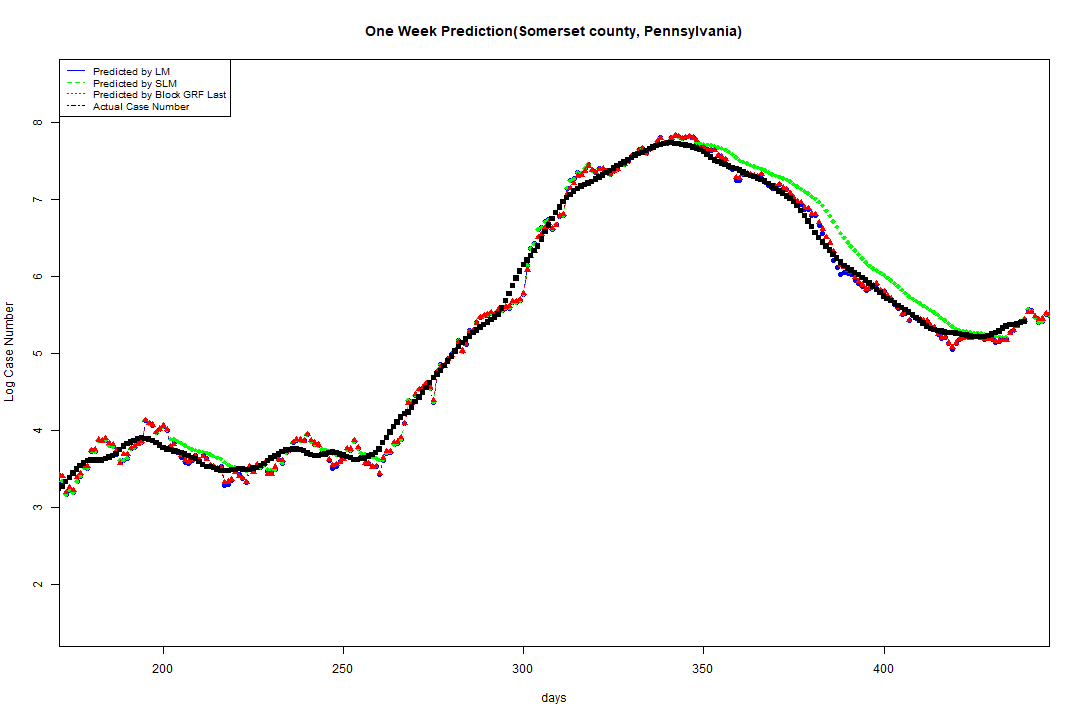 One Week Prediction(Somerset county, Pennsylvania)
Predicted by LM
Predicted by SLM
Predicted by Block GRF Last
Actual Case Number
8
7
6
5
4
3
2
Log Case Number
200 250 300 350 400
days